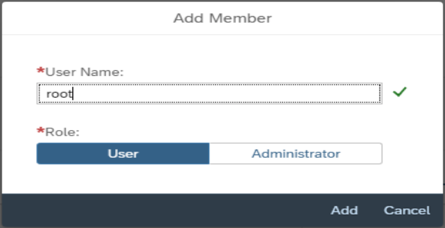 Add Member
*User Name:
root
*Role:
User Administrator
Add Cancel